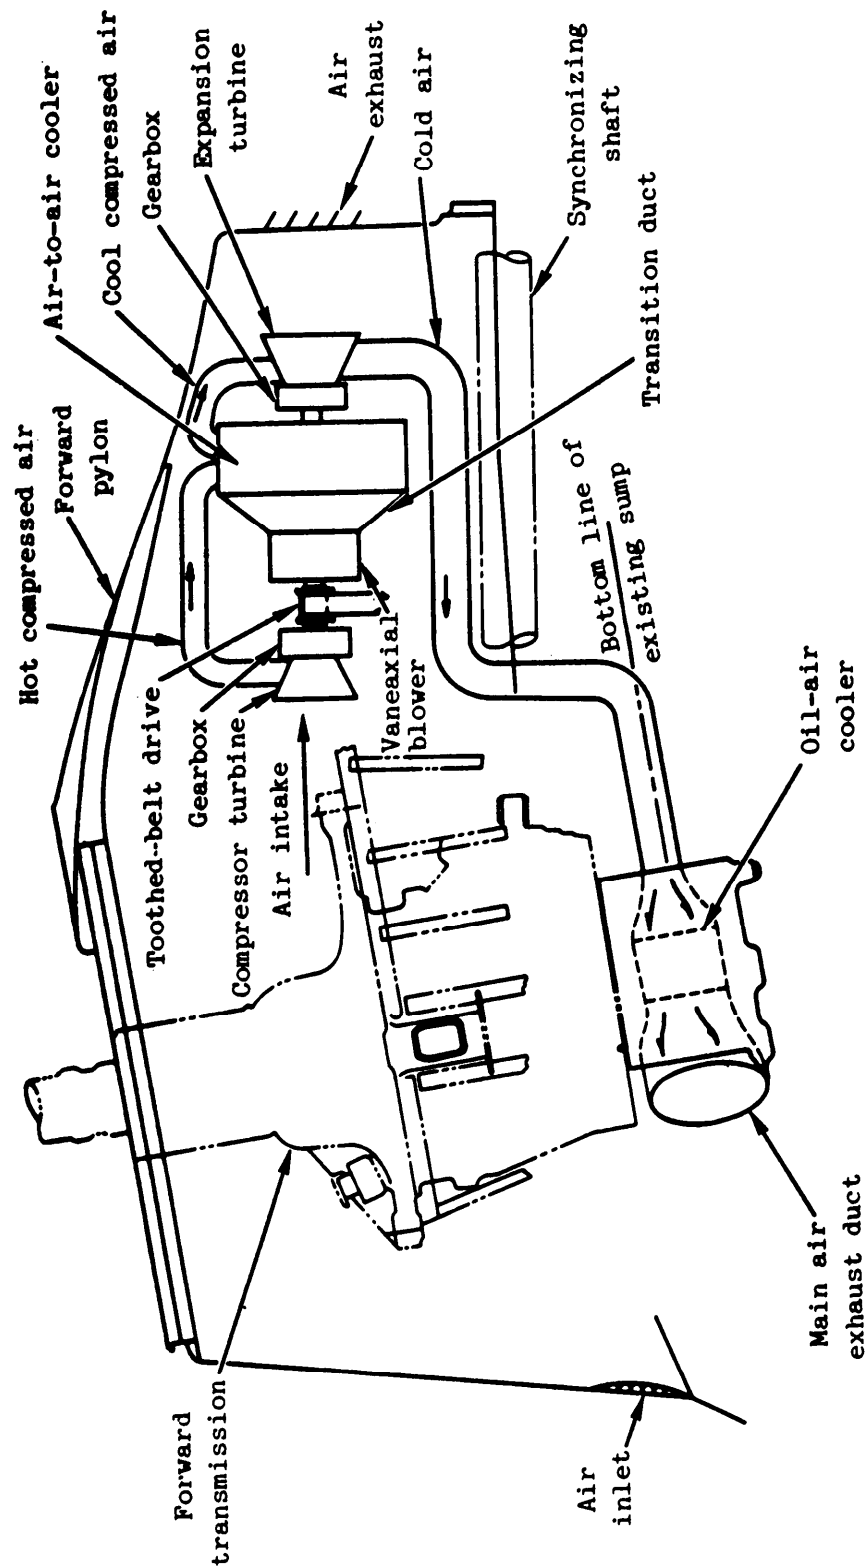 Hot compressed air
Forward
pylon
Air-to-air cooler
Cool compressed air
Gearbox
Expansion
turbine
Air
exhaust
Cold air
Synchronizing
shaft
Transition duct
Toothed--belt drive
Gearbox
Compressor turbine
Air intake
Vaneaxial
blower
Bottom line of
existing sump
Oil-air
cooler
Forward
transmission
Air
inlet
Main air
exhaust duct